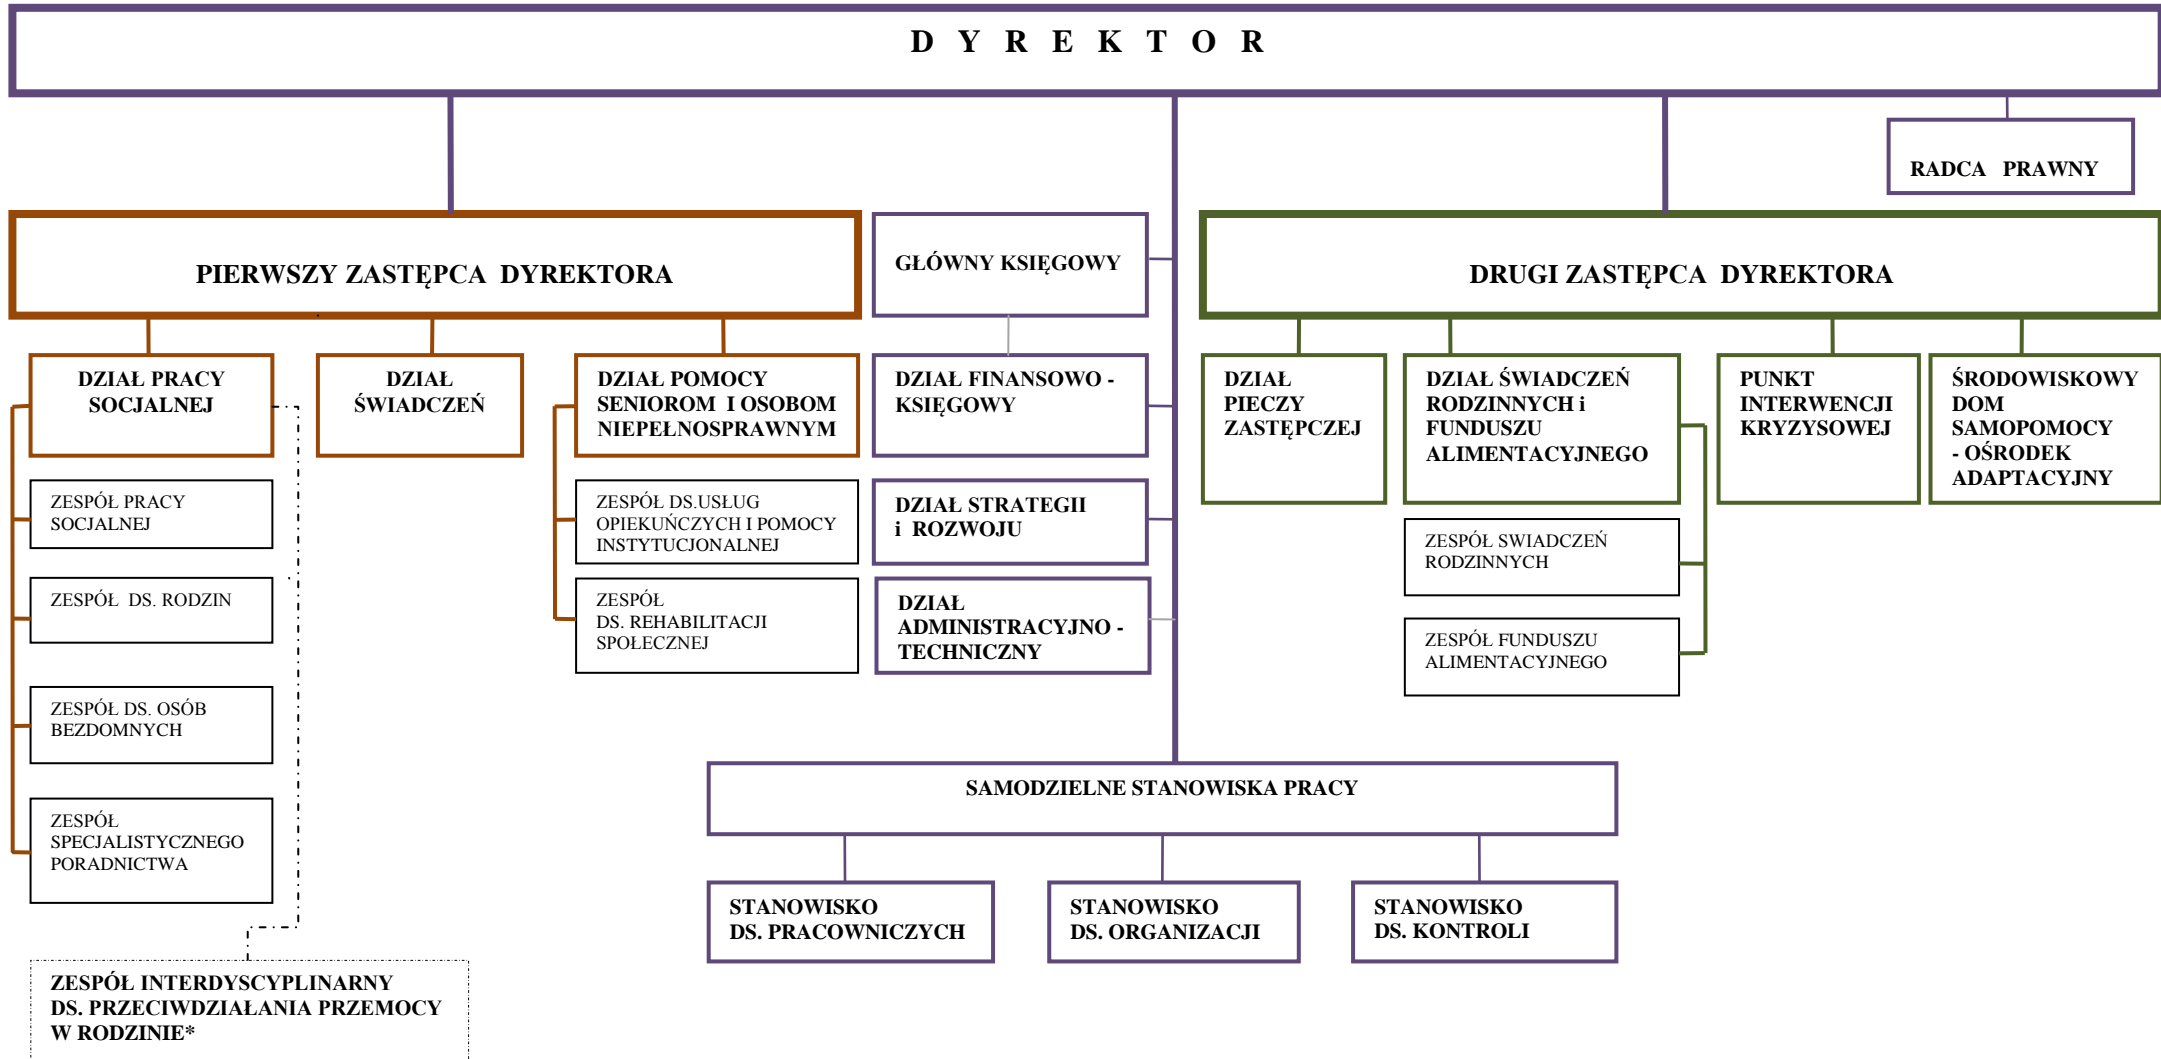 D Y R E K T O R
RADCA PRAWNY
PIERWSZY ZASTĘPCA DYREKTORA
GŁÓWNY KSIĘGOWY
DRUGI ZASTĘPCA DYREKTORA
DZIAŁ PRACY
SOCJALNEJ
DZIAŁ
ŚWIADCZEŃ
DZIAŁ POMOCY
SENIOROM I OSOBOM
NIEPEŁNOSPRAWNYM
DZIAŁ FINANSOWO -
KSIĘGOWY
DZIAŁ
PIECZY
ZASTĘPCZEJ
DZIAŁ ŚWIADCZEŃ
RODZINNYCH i
FUNDUSZU
ALIMENTACYJNEGO
PUNKT
INTERWENCJI
KRYZYSOWEJ
ŚRODOWISKOWY
DOM
SAMOPOMOCY
- OŚRODEK
ADAPTACYJNY
ZESPÓŁ PRACY
SOCJALNEJ
ZESPÓŁ DS.USŁUG
OPIEKUŃCZYCH I POMOCY
INSTYTUCJONALNEJ
DZIAŁ STRATEGII
i ROZWOJU
ZESPÓŁ SWIADCZEŃ
RODZINNYCH
ZESPÓŁ DS. RODZIN
ZESPÓŁ
DS. REHABILITACJI
SPOŁECZNEJ
DZIAŁ
ADMINISTRACYJNO -
TECHNICZNY
ZESPÓŁ FUNDUSZU
ALIMENTACYJNEGO
ZESPÓŁ DS. OSÓB
BEZDOMNYCH
SAMODZIELNE STANOWISKA PRACY
ZESPÓŁ
SPECJALISTYCZNEGO
PORADNICTWA
STANOWISKO
DS. PRACOWNICZYCH
STANOWISKO
DS. ORGANIZACJI
STANOWISKO
DS. KONTROLI
ZESPÓŁ INTERDYSCYPLINARNY
DS. PRZECIWDZIAŁANIA PRZEMOCY
W RODZINIE*